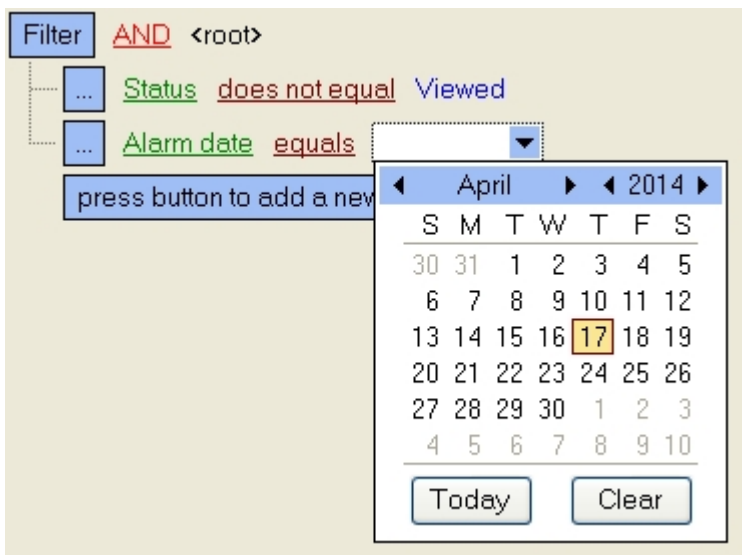 Filter AND <root>
... Status does not equal Viewed
... Alarm date equals
press button to add a new
April 2014
S M T W T F S
30 31 1 2 3 4 5
6 7 8 9 10 11 12
13 14 15 16 17 18 19
20 21 22 23 24 25 26
27 28 29 30 1 2 3
4 5 6 7 8 9 10
Today Clear